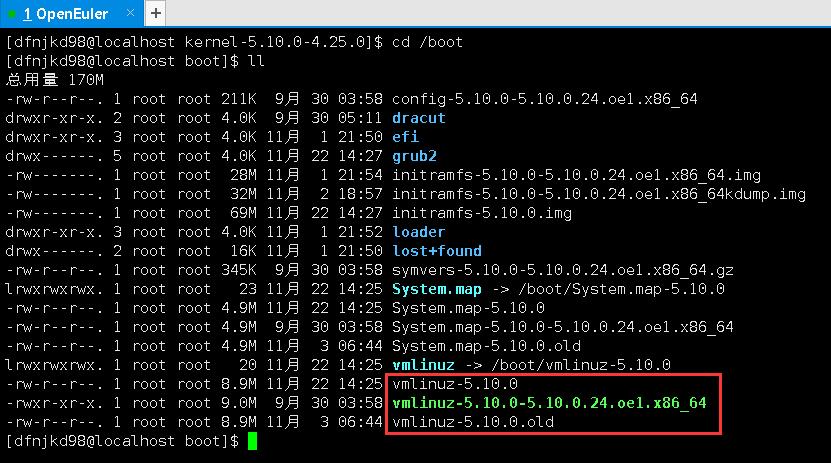 1 OpenEuler × +
[dfnjkd98@localhost kernel-5.10.0-4.25.0]$ cd /boot
[dfnjkd98@localhost boot]$ ll
总用量 170M
-rw-r--r--. 1 root root 211K 9月 30 03:58 config-5.10.0-5.10.0.24.oe1.x86_64
drwxr-xr-x. 2 root root 4.0K 9月 30 05:11 dracut
drwxr-xr-x. 3 root root 4.0K 11月 1 21:50 efi
drwx------. 5 root root 4.0K 11月 22 14:27 grub2
-rw-------. 1 root root 28M 11月 1 21:54 initramfs-5.10.0-5.10.0.24.oe1.x86_64.img
-rw-------. 1 root root 32M 11月 2 18:57 initramfs-5.10.0-5.10.0.24.oe1.x86_64kdump.img
-rw-------. 1 root root 69M 11月 22 14:27 initramfs-5.10.0.img
drwxr-xr-x. 3 root root 4.0K 11月 1 21:52 loader
drwx------. 2 root root 16K 11月 1 21:50 lost+found
-rw-r--r--. 1 root root 345K 9月 30 03:58 symvers-5.10.0-5.10.0.24.oe1.x86_64.gz
lrwxrwxrwx. 1 root root 23 11月 22 14:25 System.map -> /boot/System.map-5.10.0
-rw-r--r--. 1 root root 4.9M 11月 22 14:25 System.map-5.10.0
-rw-r--r--. 1 root root 4.9M 9月 30 03:58 System.map-5.10.0-5.10.0.24.oe1.x86_64
-rw-r--r--. 1 root root 4.9M 11月 3 06:44 System.map-5.10.0.old
lrwxrwxrwx. 1 root root 20 11月 22 14:25 vmlinuz -> /boot/vmlinuz-5.10.0
-rw-r--r--. 1 root root 8.9M 11月 22 14:25 vmlinuz-5.10.0
-rwxr-xr-x. 1 root root 9.0M 9月 30 03:58 vmlinuz-5.10.0-5.10.0.24.oe1.x86_64
-rw-r--r--. 1 root root 8.9M 11月 3 06:44 vmlinuz-5.10.0.old
[dfnjkd98@localhost boot]$